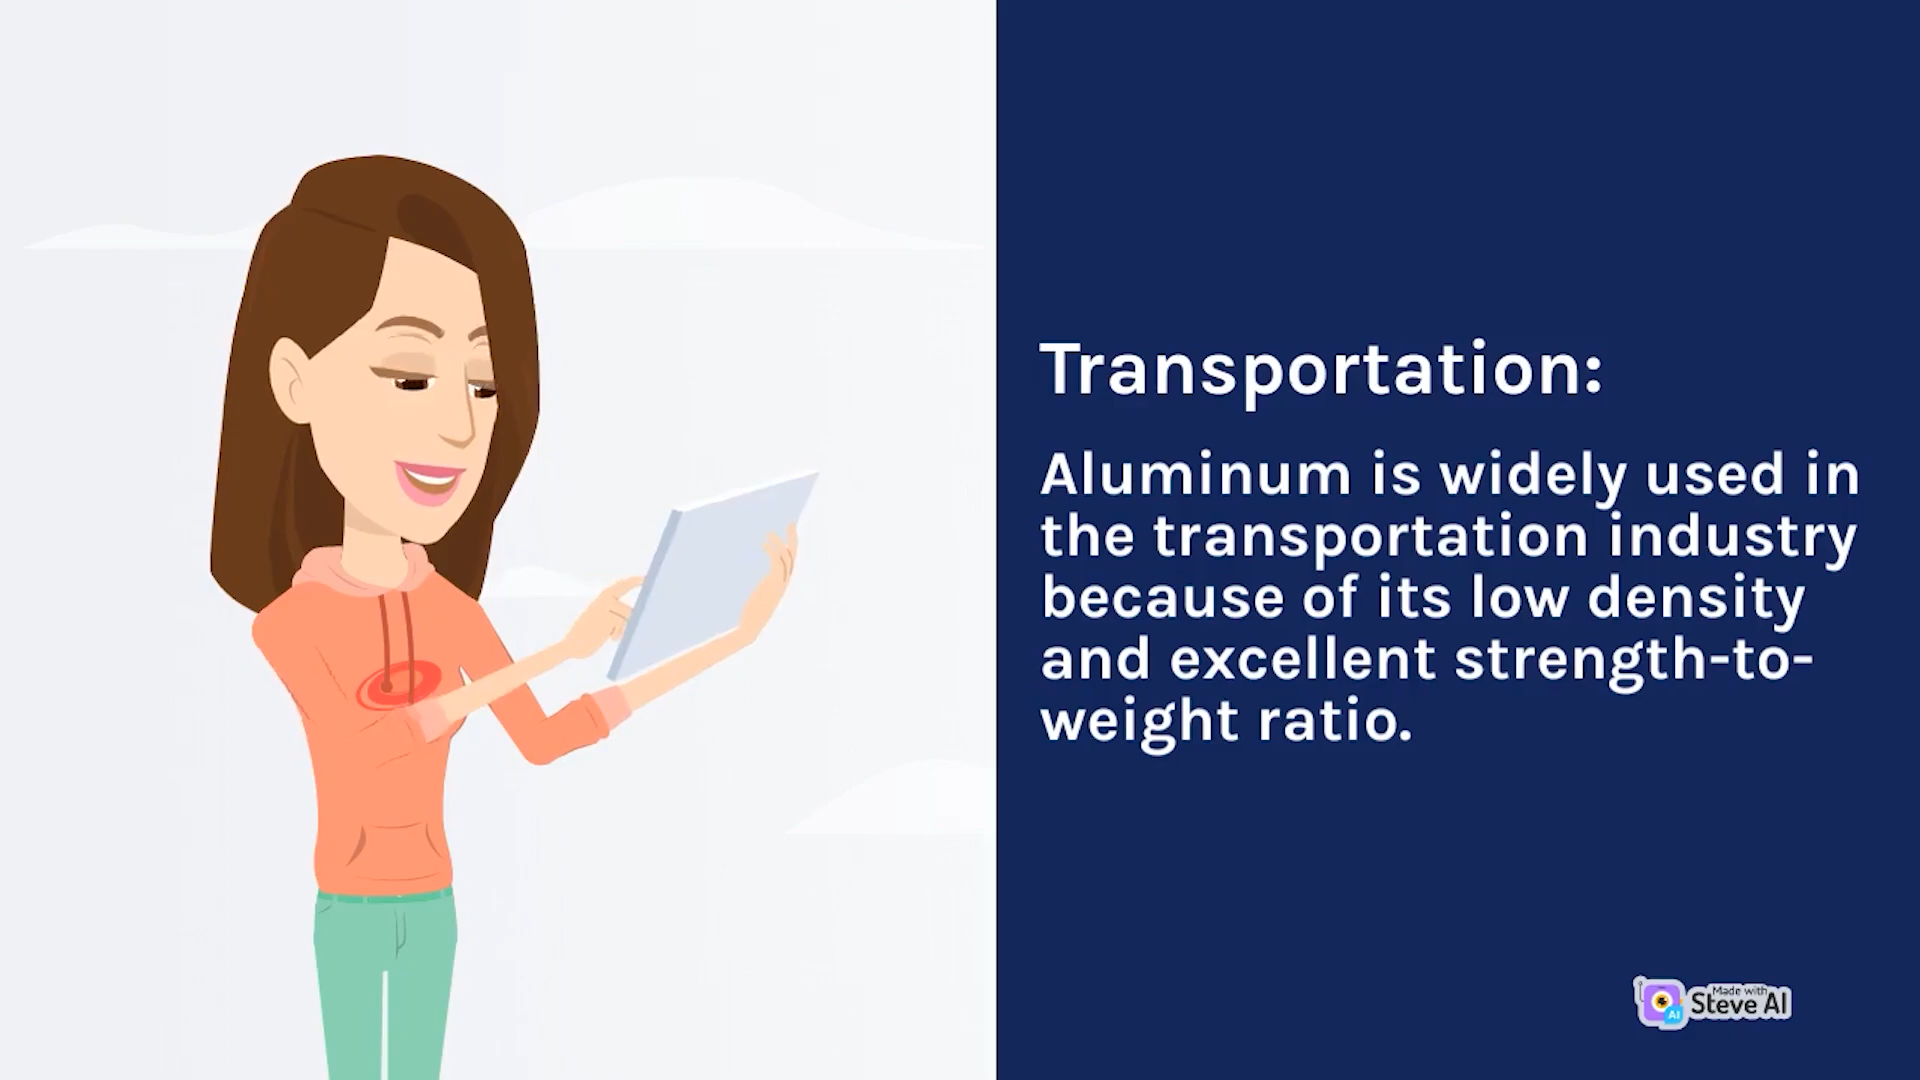 Transportation:
Aluminum is widely used in
the transportation industry
because of its low density
and excellent strength-to-
weight ratio.
Made with
Steve AI
AI